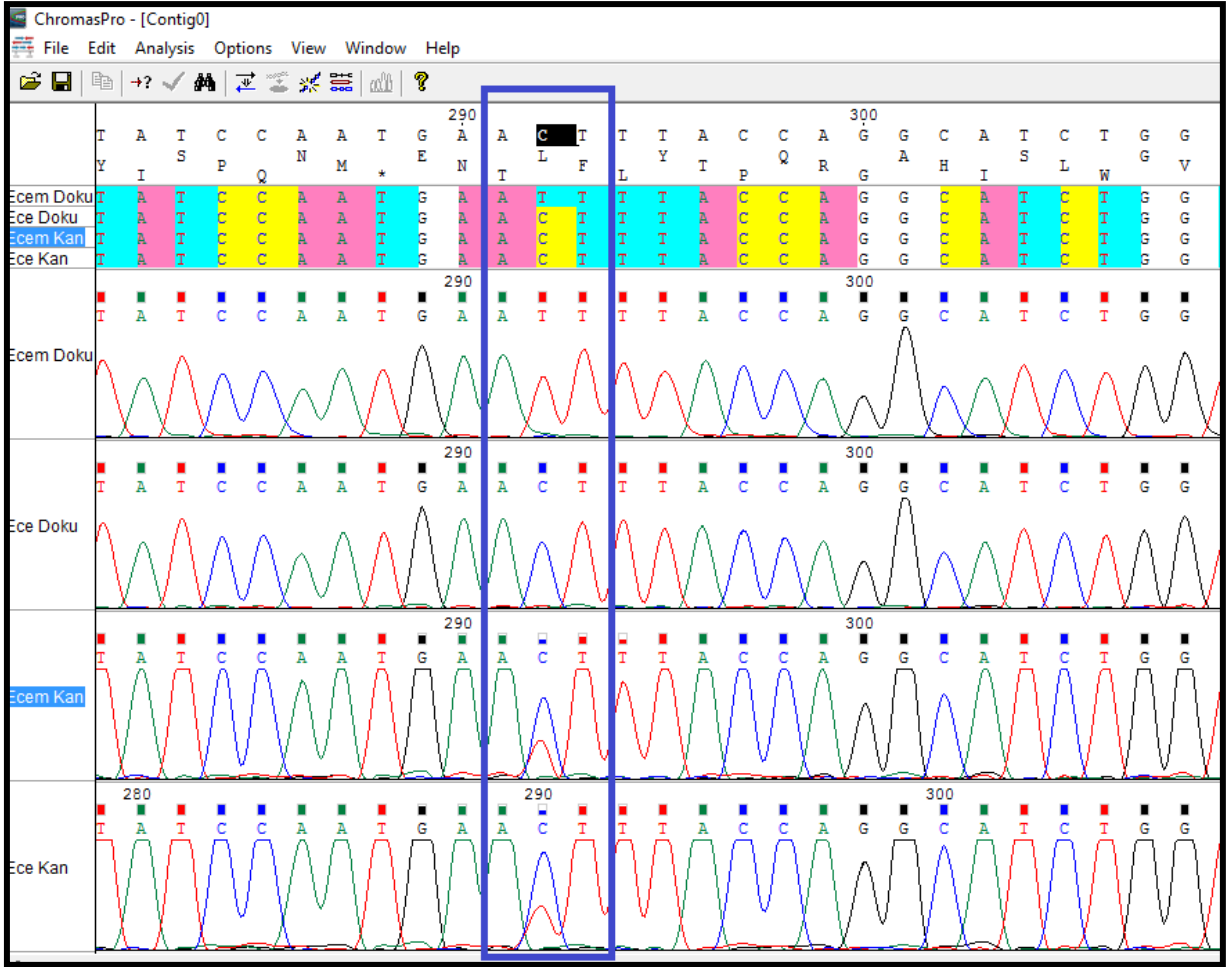 ChromasPro - [Contig0]
File Edit Analysis Options View Window Help
290 300
T A T C C A A T G A A C T T T A C C A G G C A T C T G G
Y S P N M E N L F Y T Q R A H S L G V
I Q * T L P G I W
Ecem Doku T A T C C A A T G A A T T T T A C C A G G C A T C T G G
Ece Doku T A T C C A A T G A A C T T T A C C A G G C A T C T G G
Ecem Kan T A T C C A A T G A A C T T T A C C A G G C A T C T G G
Ece Kan T A T C C A A T G A A C T T T A C C A G G C A T C T G G
290 300
T A T C C A A T G A A T T T T A C C A G G C A T C T G G
Ecem Doku
290 300
T A T C C A A T G A A C T T T A C C A G G C A T C T G G
Ece Doku
290 300
T A T C C A A T G A A C T T T A C C A G G C A T C T G G
Ecem Kan
280 290 300
T A T C C A A T G A A C T T T A C C A G G C A T C T G G
Ece Kan